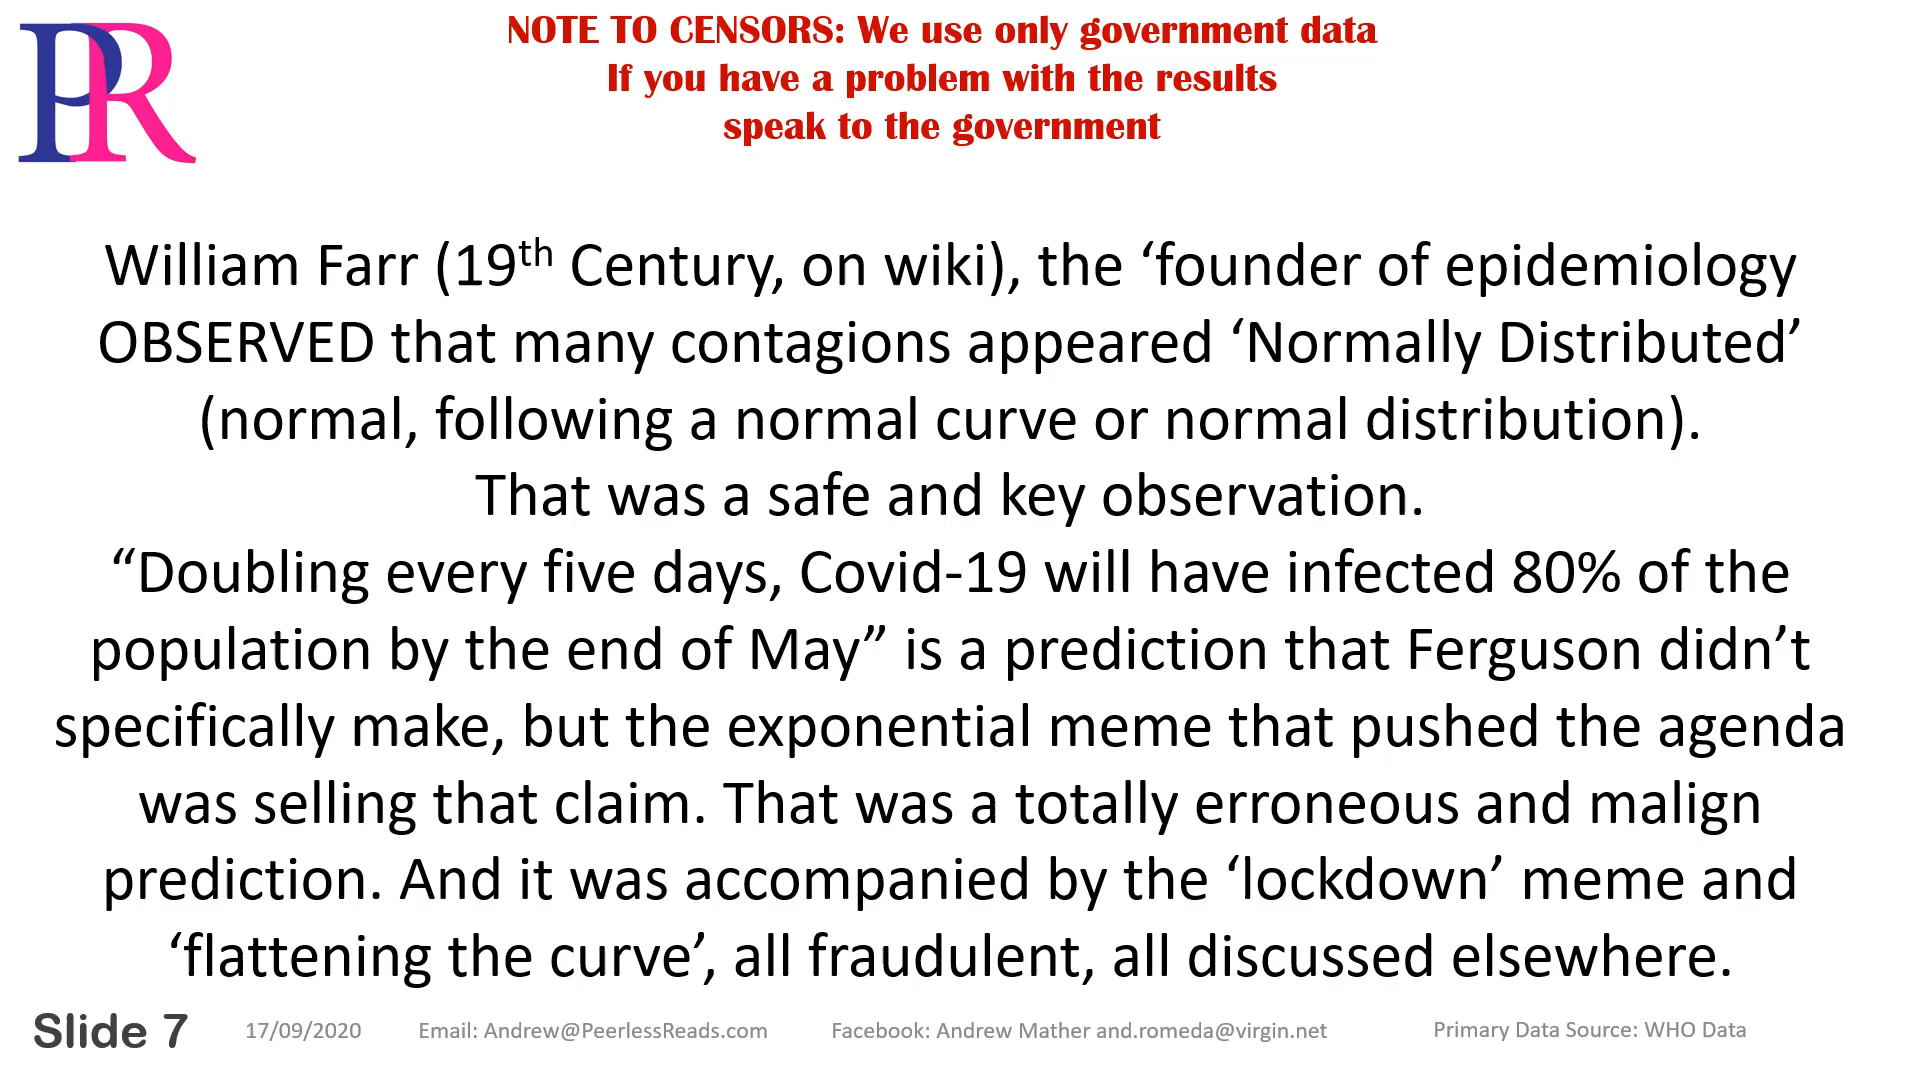 PR
NOTE TO CENSORS: We use only government data
If you have a problem with the results
speak to the government
William Farr (19th Century, on wiki), the ‘founder of epidemiology
OBSERVED that many contagions appeared ‘Normally Distributed’
(normal, following a normal curve or normal distribution).
That was a safe and key observation.
“Doubling every five days, Covid-19 will have infected 80% of the
population by the end of May” is a prediction that Ferguson didn’t
specifically make, but the exponential meme that pushed the agenda
was selling that claim. That was a totally erroneous and malign
prediction. And it was accompanied by the ‘lockdown’ meme and
‘flattening the curve’, all fraudulent, all discussed elsewhere.
Slide 7 17/09/2020 Email: Andrew@PeerlessReads.com Facebook: Andrew Mather and.romeda@virgin.net Primary Data Source: WHO Data